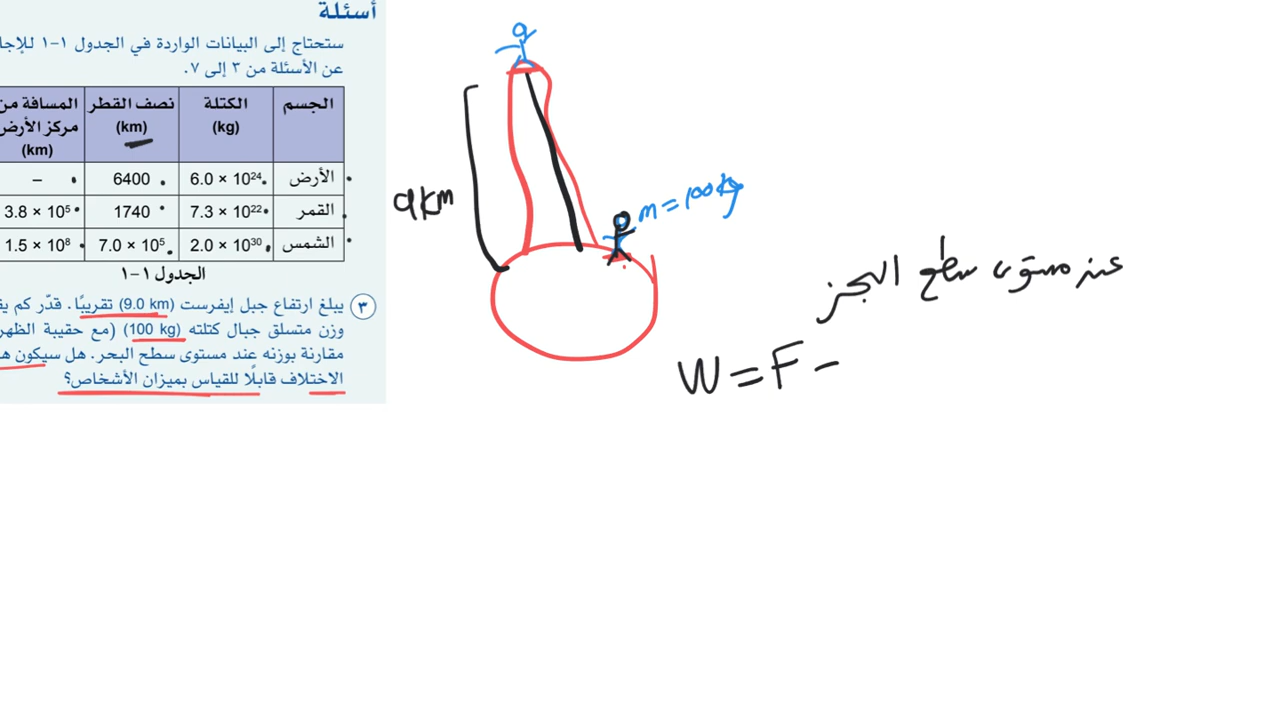 أسئلة
ستحتاج إلى البيانات الواردة في الجدول ١-١
عن الأسئلة من ٣ إلى ٧.
الجسم الكتلة (kg) نصف القطر (km) المسافة من مركز الأرض (km)
الأرض 6.0 × 10²⁴ 6400 –
القمر 7.3 × 10²² 1740 3.8 × 10⁵
الشمس 2.0 × 10³⁰ 7.0 × 10⁵ 1.5 × 10⁸
الجدول ١-١
٣ يبلغ ارتفاع جبل إيفرست (9.0 km) تقريبًا. قدّر كم
وزن متسلق جبال كتلته (100 kg) (مع حقيبة
مقارنة بوزنه عند مستوى سطح البحر. هل سيكون
الاختلاف قابلًا للقياس بميزان الأشخاص؟
9km
m = 100 kg
عند مستوى سطح البحر
W = F –